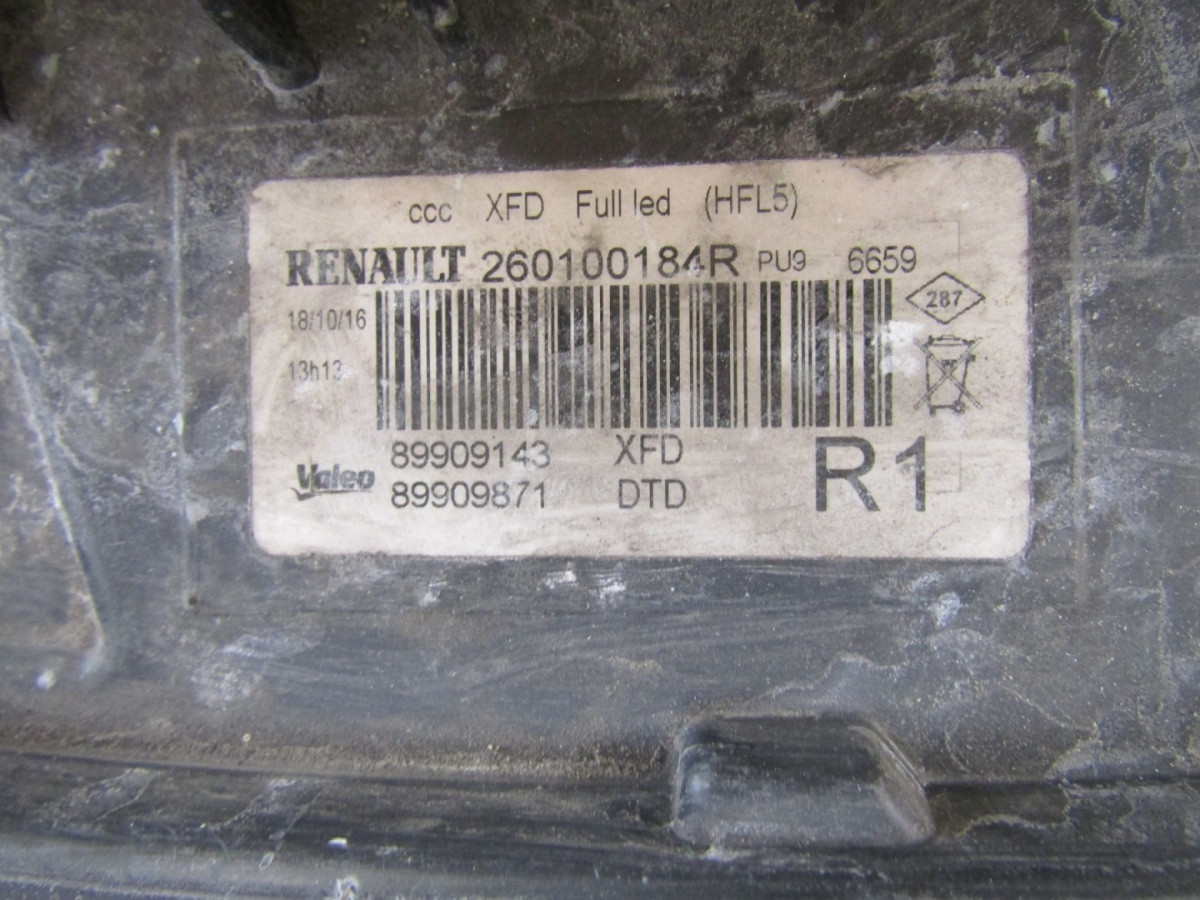 ccc XFD Full led (HFL5)
RENAULT 260100184R PU9 6659
287
18/10/16
13h13
89909143 XFD
Valeo
89909871 DTD
R1